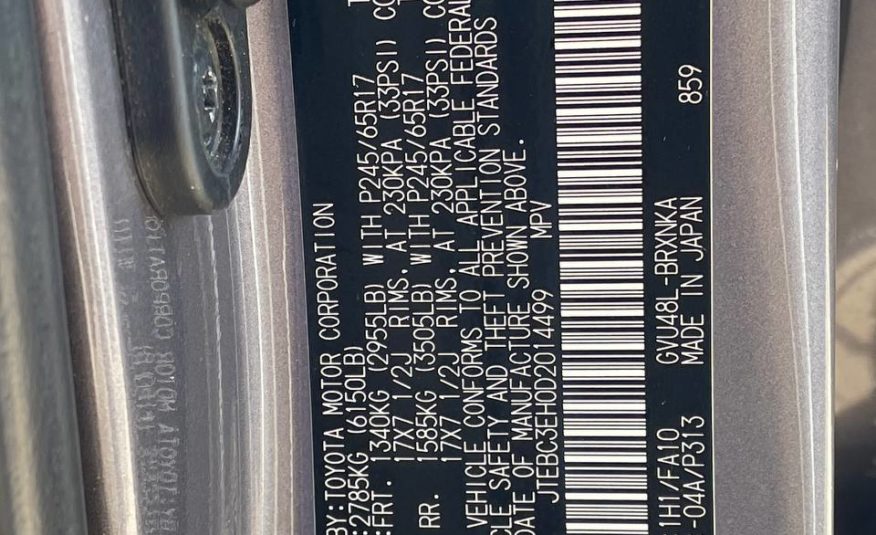 BY:TOYOTA MOTOR CORPORATION
:2785KG (6150LB)
:FRT. 1340KG (2955LB) WITH P245/65R17
17X7 1/2J RIMS, AT 230KPA (33PSI) CO
RR. 1585KG (3505LB) WITH P245/65R17
17X7 1/2J RIMS, AT 230KPA (33PSI) CO
VEHICLE CONFORMS TO ALL APPLICABLE FEDERAL
CLE SAFETY AND THEFT PREVENTION STANDARDS
DATE OF MANUFACTURE SHOWN ABOVE.
JTEBC3EH0D2014499 MPV
1H1/FA10 GVU48L-BRXNKA 859
-04A/P313 MADE IN JAPAN